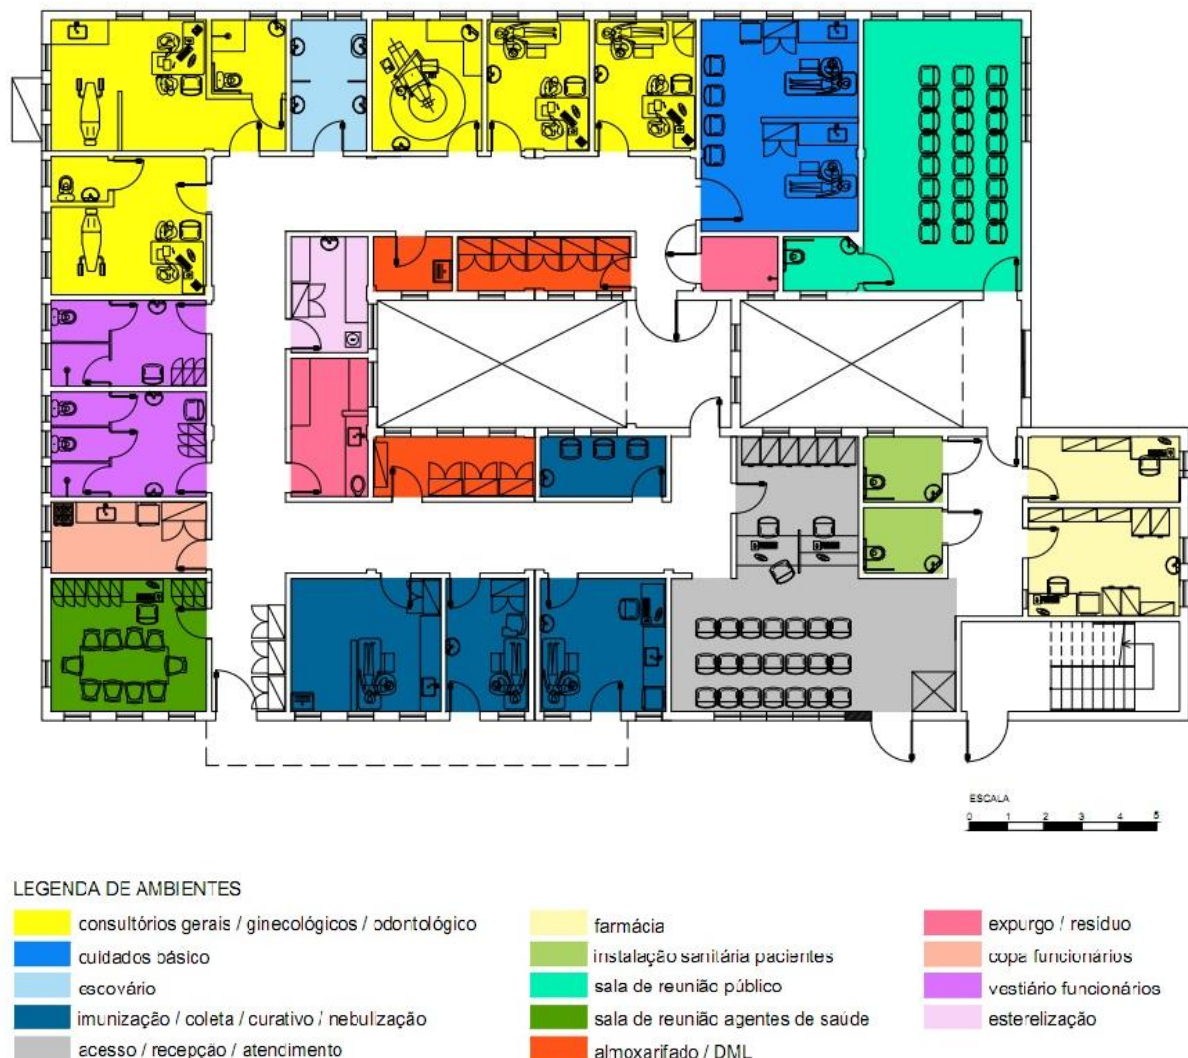 ESCALA
0 1 2 3 4 5
LEGENDA DE AMBIENTES
consultórios gerais / ginecológicos / odontológico
cuidados básico
escovário
imunização / coleta / curativo / nebulização
acesso / recepção / atendimento
farmácia
instalação sanitária pacientes
sala de reunião público
sala de reunião agentes de saúde
almoxarifado / DML
expurgo / resíduo
copa funcionários
vestiário funcionários
esterelização